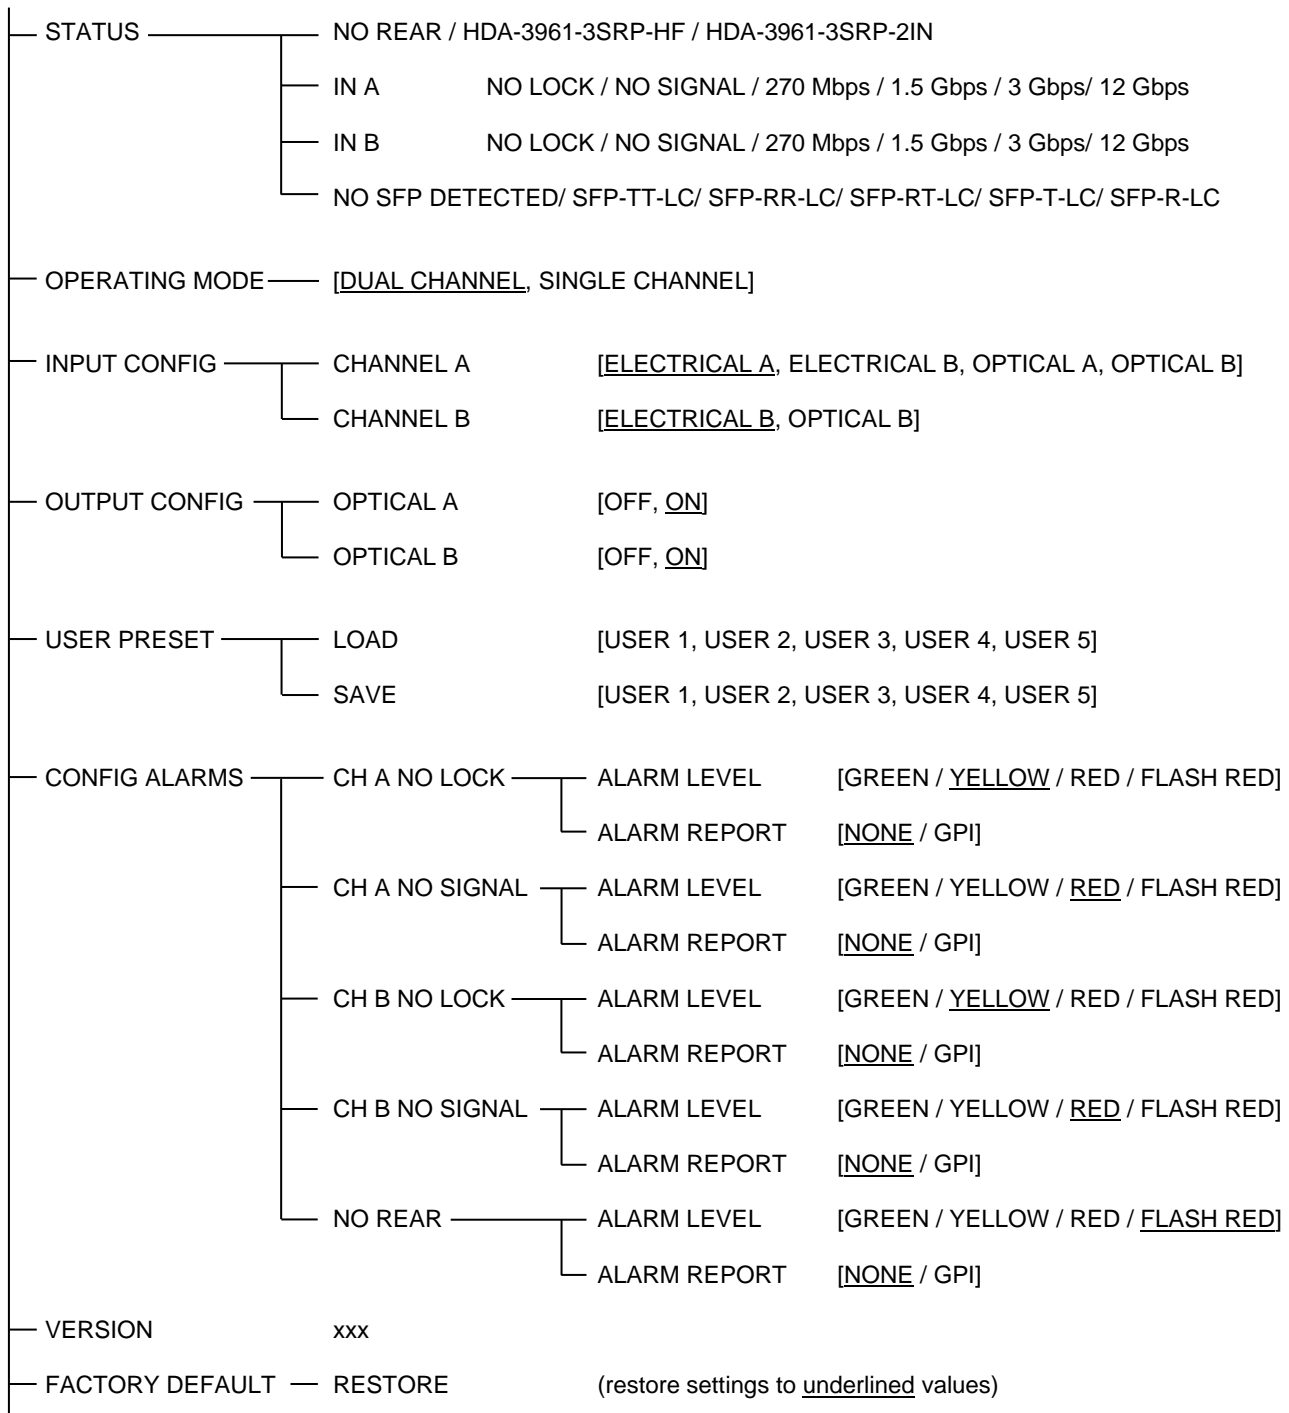 STATUS NO REAR / HDA-3961-3SRP-HF / HDA-3961-3SRP-2IN
IN A NO LOCK / NO SIGNAL / 270 Mbps / 1.5 Gbps / 3 Gbps/ 12 Gbps
IN B NO LOCK / NO SIGNAL / 270 Mbps / 1.5 Gbps / 3 Gbps/ 12 Gbps
NO SFP DETECTED/ SFP-TT-LC/ SFP-RR-LC/ SFP-RT-LC/ SFP-T-LC/ SFP-R-LC
OPERATING MODE [DUAL CHANNEL, SINGLE CHANNEL]
INPUT CONFIG CHANNEL A [ELECTRICAL A, ELECTRICAL B, OPTICAL A, OPTICAL B]
CHANNEL B [ELECTRICAL B, OPTICAL B]
OUTPUT CONFIG OPTICAL A [OFF, ON]
OPTICAL B [OFF, ON]
USER PRESET LOAD [USER 1, USER 2, USER 3, USER 4, USER 5]
SAVE [USER 1, USER 2, USER 3, USER 4, USER 5]
CONFIG ALARMS CH A NO LOCK ALARM LEVEL [GREEN / YELLOW / RED / FLASH RED]
ALARM REPORT [NONE / GPI]
CH A NO SIGNAL ALARM LEVEL [GREEN / YELLOW / RED / FLASH RED]
ALARM REPORT [NONE / GPI]
CH B NO LOCK ALARM LEVEL [GREEN / YELLOW / RED / FLASH RED]
ALARM REPORT [NONE / GPI]
CH B NO SIGNAL ALARM LEVEL [GREEN / YELLOW / RED / FLASH RED]
ALARM REPORT [NONE / GPI]
NO REAR ALARM LEVEL [GREEN / YELLOW / RED / FLASH RED]
ALARM REPORT [NONE / GPI]
VERSION xxx
FACTORY DEFAULT RESTORE (restore settings to underlined values)